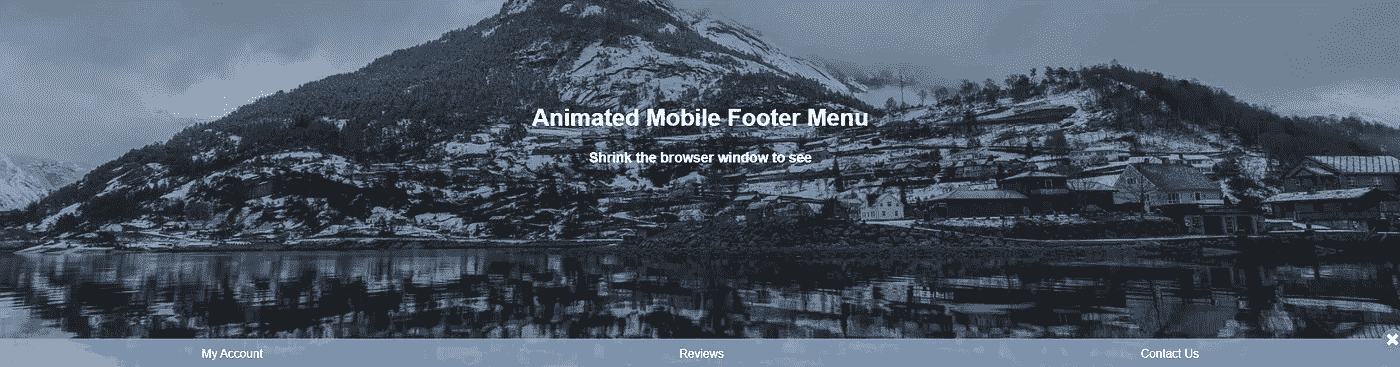 Animated Mobile Footer Menu
Shrink the browser window to see
My Account Reviews Contact Us